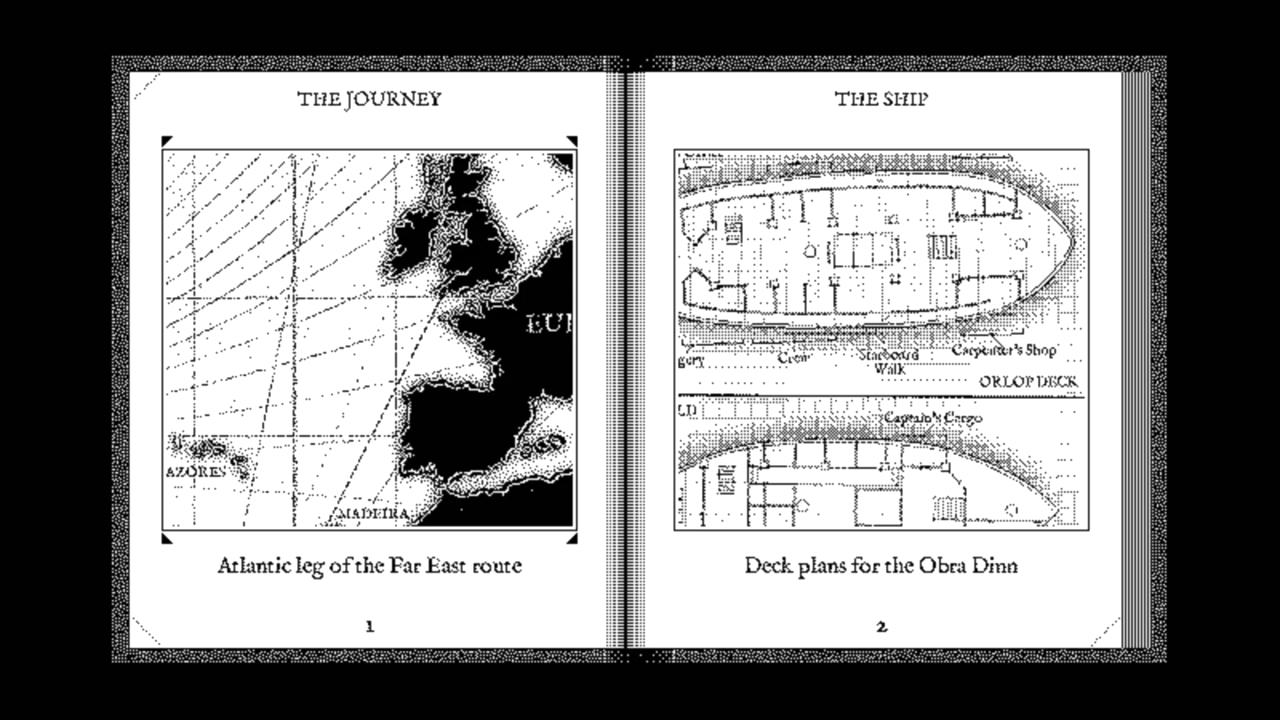 THE JOURNEY
EUR
AZORES
MADEIRA
Atlantic leg of the Far East route
1
THE SHIP
gery
Crew
Starboard
Walk
Carpenter's Shop
ORLOP DECK
LD
Captain's Cargo
Deck plans for the Obra Dinn
2